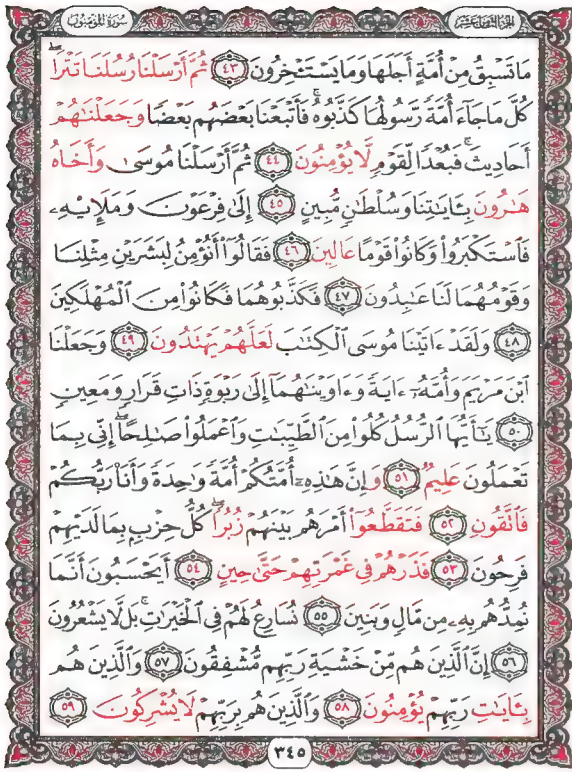 الجزء الثامن عشر سورة المؤمنون
مَا تَسْبِقُ مِنْ أُمَّةٍ أَجَلَهَا وَمَا يَسْتَـْٔخِرُونَ ٤٣ ثُمَّ أَرْسَلْنَا رُسُلَنَا تَتْرَا
كُلَّ مَا جَآءَ أُمَّةً رَّسُولُهَا كَذَّبُوهُ فَأَتْبَعْنَا بَعْضَهُم بَعْضًا وَجَعَلْنَٰهُمْ
أَحَادِيثَ فَبُعْدًا لِّقَوْمٍ لَّا يُؤْمِنُونَ ٤٤ ثُمَّ أَرْسَلْنَا مُوسَىٰ وَأَخَاهُ
هَٰرُونَ بِـَٔايَٰتِنَا وَسُلْطَٰنٍ مُّبِينٍ ٤٥ إِلَىٰ فِرْعَوْنَ وَمَلَإِيْهِۦ
فَٱسْتَكْبَرُوا۟ وَكَانُوا۟ قَوْمًا عَالِينَ ٤٦ فَقَالُوٓا۟ أَنُؤْمِنُ لِبَشَرَيْنِ مِثْلِنَا
وَقَوْمُهُمَا لَنَا عَٰبِدُونَ ٤٧ فَكَذَّبُوهُمَا فَكَانُوا۟ مِنَ ٱلْمُهْلَكِينَ
٤٨ وَلَقَدْ ءَاتَيْنَا مُوسَى ٱلْكِتَٰبَ لَعَلَّهُمْ يَهْتَدُونَ ٤٩ وَجَعَلْنَا
ٱبْنَ مَرْيَمَ وَأُمَّهُۥٓ ءَايَةً وَءَاوَيْنَٰهُمَآ إِلَىٰ رَبْوَةٍ ذَاتِ قَرَارٍ وَمَعِينٍ
٥٠ يَٰٓأَيُّهَا ٱلرُّسُلُ كُلُوا۟ مِنَ ٱلطَّيِّبَٰتِ وَٱعْمَلُوا۟ صَٰلِحًا إِنِّى بِمَا
تَعْمَلُونَ عَلِيمٌ ٥١ وَإِنَّ هَٰذِهِۦٓ أُمَّتُكُمْ أُمَّةً وَٰحِدَةً وَأَنَا۠ رَبُّكُمْ
فَٱتَّقُونِ ٥٢ فَتَقَطَّعُوٓا۟ أَمْرَهُم بَيْنَهُمْ زُبُرًا كُلُّ حِزْبٍۭ بِمَا لَدَيْهِمْ
فَرِحُونَ ٥٣ فَذَرْهُمْ فِى غَمْرَتِهِمْ حَتَّىٰ حِينٍ ٥٤ أَيَحْسَبُونَ أَنَّمَا
نُمِدُّهُم بِهِۦ مِن مَّالٍ وَبَنِينَ ٥٥ نُسَارِعُ لَهُمْ فِى ٱلْخَيْرَٰتِ بَل لَّا يَشْعُرُونَ
٥٦ إِنَّ ٱلَّذِينَ هُم مِّنْ خَشْيَةِ رَبِّهِم مُّشْفِقُونَ ٥٧ وَٱلَّذِينَ هُم
بِـَٔايَٰتِ رَبِّهِمْ يُؤْمِنُونَ ٥٨ وَٱلَّذِينَ هُم بِرَبِّهِمْ لَا يُشْرِكُونَ ٥٩
٣٤٥